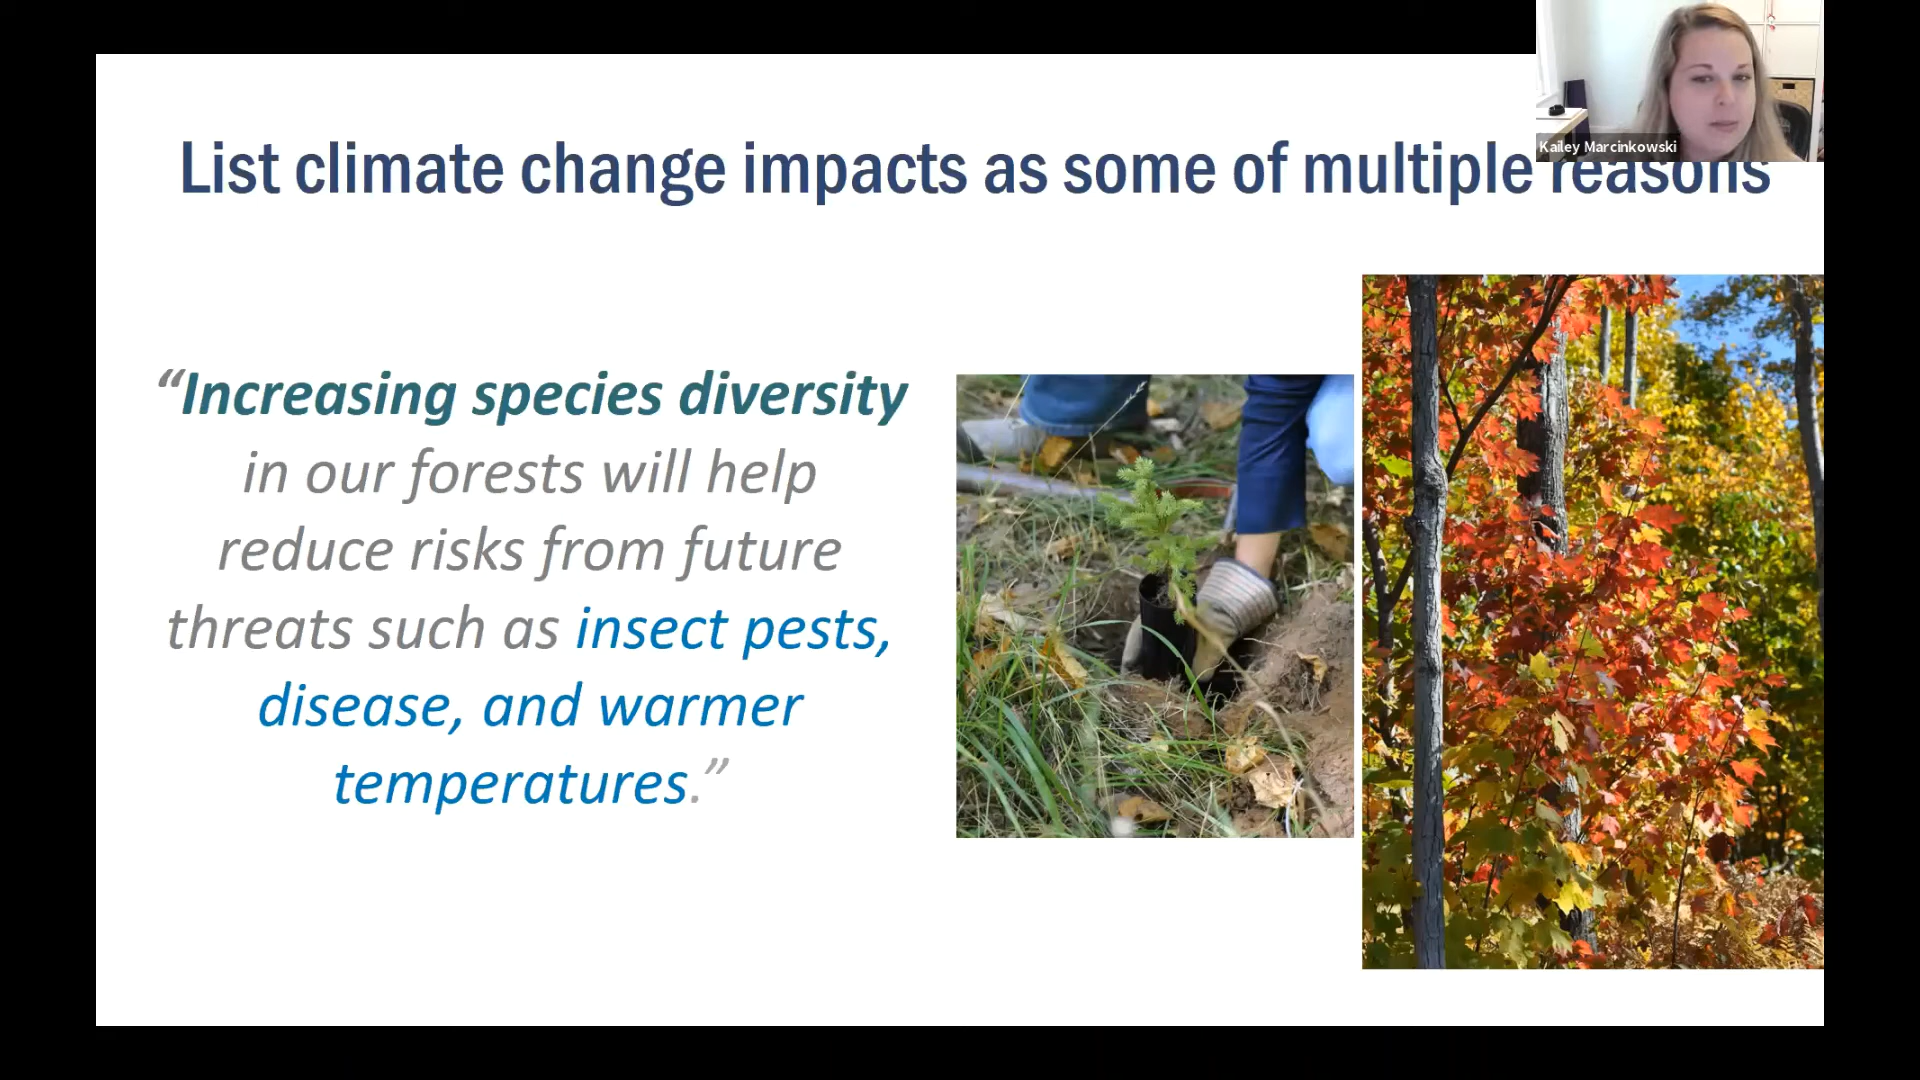 List climate change impacts as some of multiple reasons
Kailey Marcinkowski
“Increasing species diversity
in our forests will help
reduce risks from future
threats such as insect pests,
disease, and warmer
temperatures.”